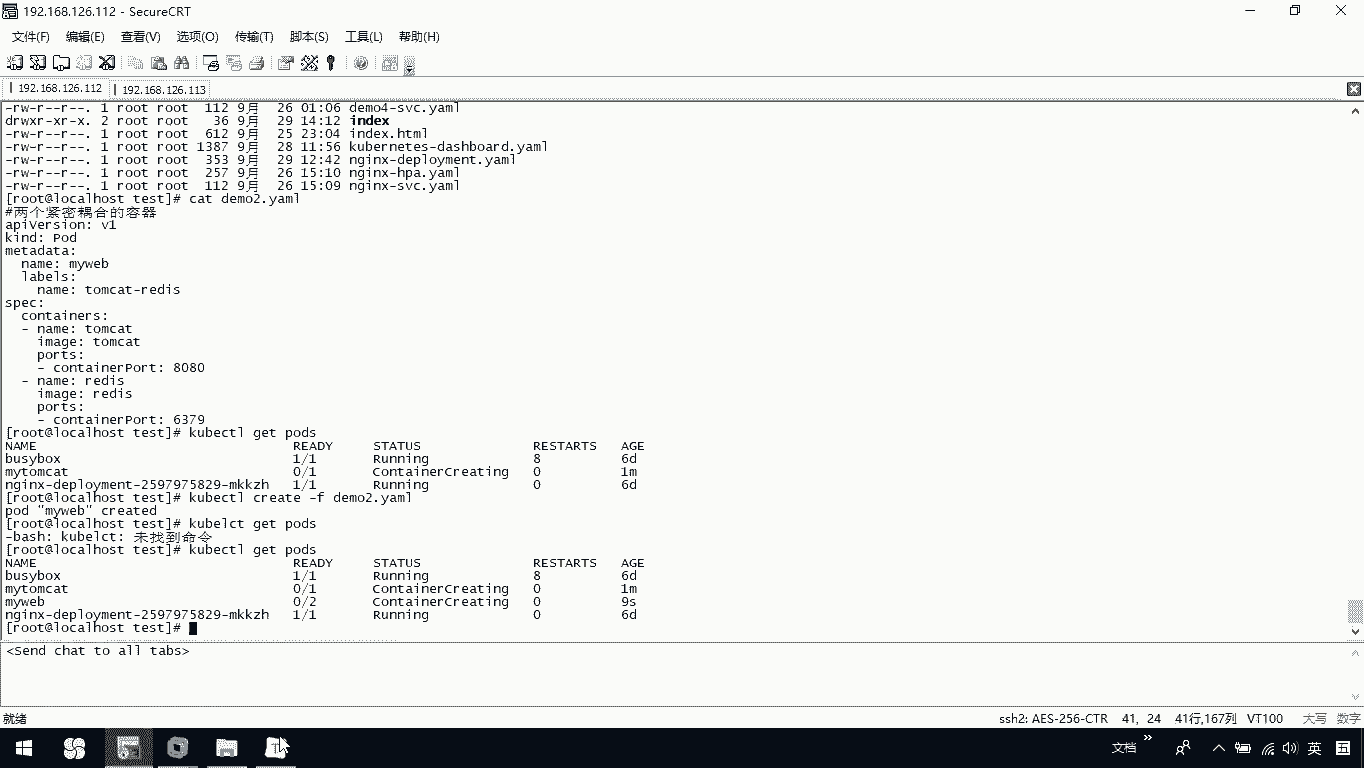 192.168.126.112 - SecureCRT
文件(F) 编辑(E) 查看(V) 选项(O) 传输(T) 脚本(S) 工具(L) 帮助(H)
192.168.126.112 192.168.126.113
-rw-r--r--. 1 root root  112 9月  26 01:06 demo4-svc.yaml
drwxr-xr-x. 2 root root   36 9月  29 14:12 index
-rw-r--r--. 1 root root  612 9月  25 23:04 index.html
-rw-r--r--. 1 root root 1387 9月  28 11:56 kubernetes-dashboard.yaml
-rw-r--r--. 1 root root  353 9月  29 12:42 nginx-deployment.yaml
-rw-r--r--. 1 root root  257 9月  26 15:10 nginx-hpa.yaml
-rw-r--r--. 1 root root  112 9月  26 15:09 nginx-svc.yaml
[root@localhost test]# cat demo2.yaml
#两个紧密耦合的容器
apiVersion: v1
kind: Pod
metadata:
  name: myweb
  labels:
    name: tomcat-redis
spec:
  containers:
  - name: tomcat
    image: tomcat
    ports:
    - containerPort: 8080
  - name: redis
    image: redis
    ports:
    - containerPort: 6379
[root@localhost test]# kubectl get pods
NAME                                READY     STATUS              RESTARTS   AGE
busybox                             1/1       Running             8          6d
mytomcat                            0/1       ContainerCreating   0          1m
nginx-deployment-2597975829-mkkzh   1/1       Running             0          6d
[root@localhost test]# kubectl create -f demo2.yaml
pod "myweb" created
[root@localhost test]# kubelct get pods
-bash: kubelct: 未找到命令
[root@localhost test]# kubectl get pods
NAME                                READY     STATUS              RESTARTS   AGE
busybox                             1/1       Running             8          6d
mytomcat                            0/1       ContainerCreating   0          1m
myweb                               0/2       ContainerCreating   0          9s
nginx-deployment-2597975829-mkkzh   1/1       Running             0          6d
[root@localhost test]#
<Send chat to all tabs>
就绪 ssh2: AES-256-CTR 41, 24 41行,167列 VT100 大写 数字
文档 » 英 五